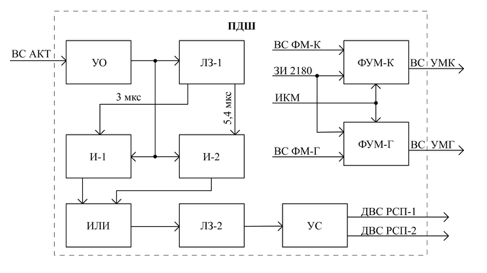 ПДШ
ВС АКТ
УО
ЛЗ-1
ВС ФМ-К
ЗИ 2180
ИКМ
ФУМ-К
ВС УМК
3 мкс
5,4 мкс
И-1
И-2
ВС ФМ-Г
ФУМ-Г
ВС УМГ
ИЛИ
ЛЗ-2
УС
ДВС РСП-1
ДВС РСП-2